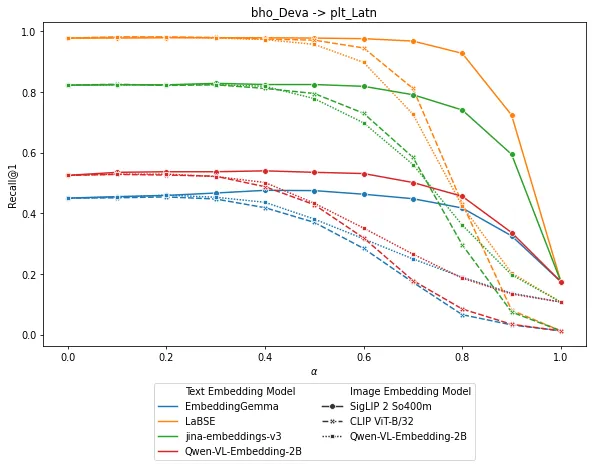 bho_Deva -> plt_Latn
Recall@1
1.0
0.8
0.6
0.4
0.2
0.0
0.0 0.2 0.4 0.6 0.8 1.0
α
Text Embedding Model Image Embedding Model
EmbeddingGemma SigLIP 2 So400m
LaBSE CLIP ViT-B/32
jina-embeddings-v3 Qwen-VL-Embedding-2B
Qwen-VL-Embedding-2B